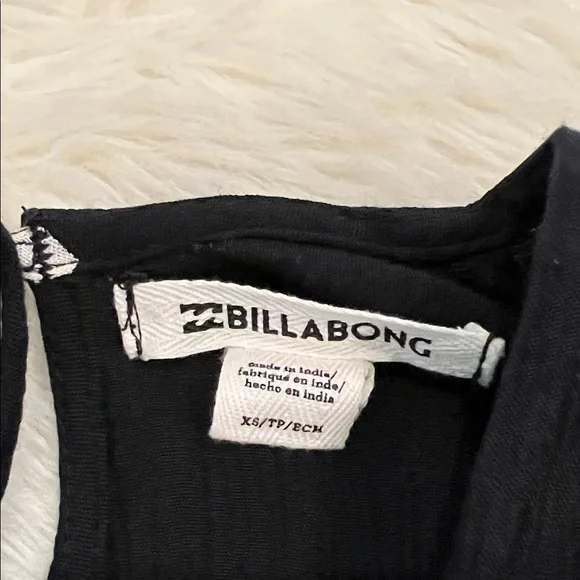 BILLABONG
made in india/
fabriqué en inde/
hecho en india
XS/TP/ECH